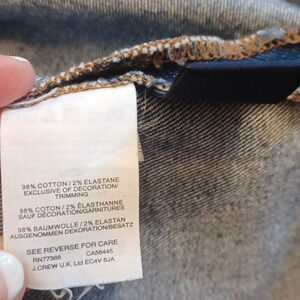 98% COTTON / 2% ELASTANE
EXCLUSIVE OF DECORATION/
TRIMMING
98% COTON / 2% ÉLASTHANNE
SAUF DÉCORATION/GARNITURES
98% BAUMWOLLE / 2% ELASTAN
AUSGENOMMEN DEKORATION/BESATZ
SEE REVERSE FOR CARE
RN77388 CA56445
J.CREW U.K. Ltd EC4V 6JA